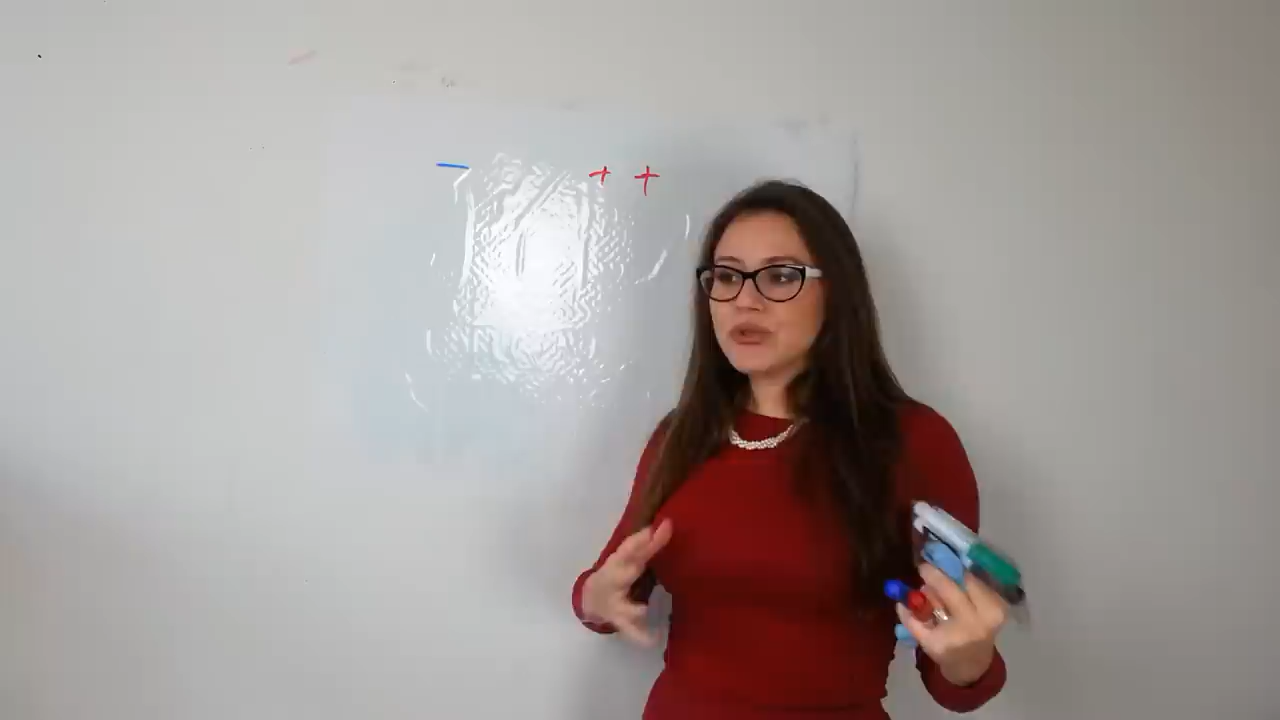 − + +